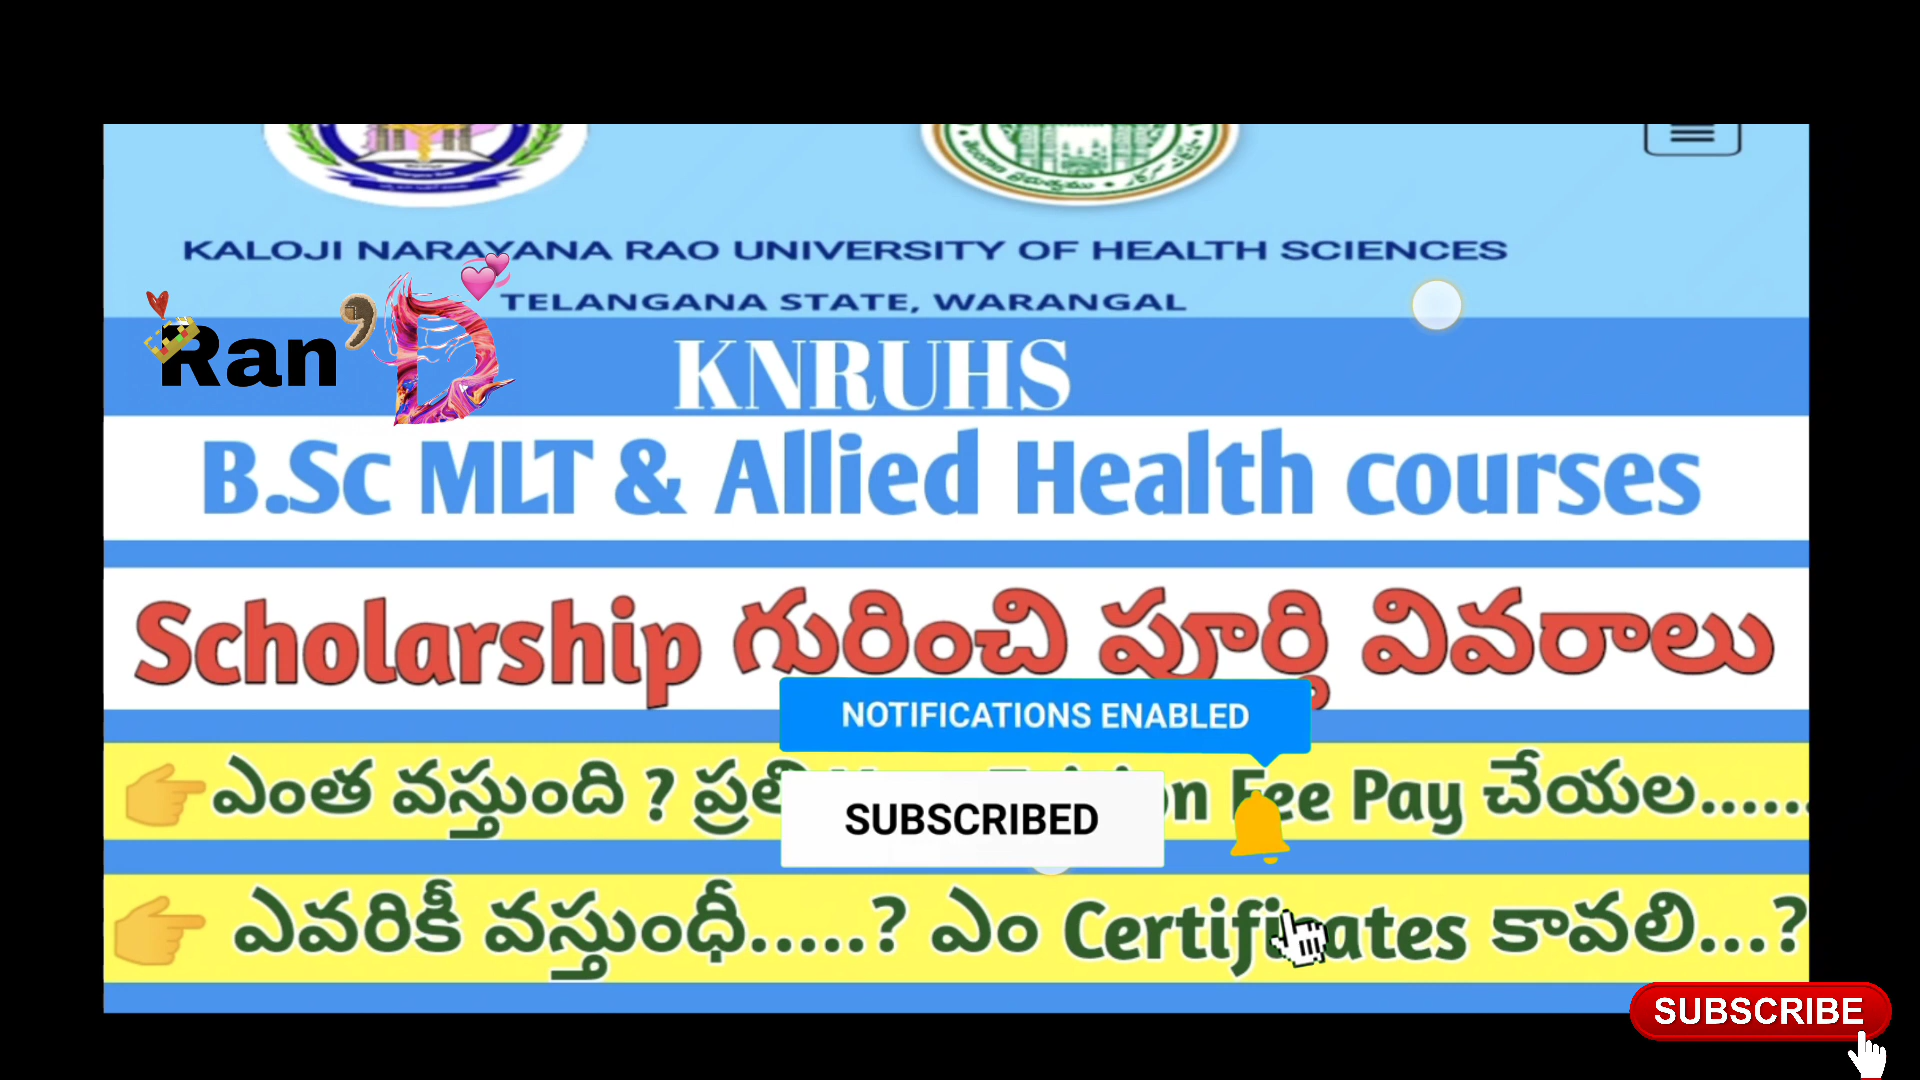 KALOJI NARAYANA RAO UNIVERSITY OF HEALTH SCIENCES
TELANGANA STATE, WARANGAL
Ran'D
KNRUHS
B.Sc MLT & Allied Health courses
Scholarship గురించి పూర్తి వివరాలు
NOTIFICATIONS ENABLED
ఎంత వస్తుంది ? ప్రతి Fee Pay చేయల......
SUBSCRIBED
ఎవరికీ వస్తుంధీ.....? ఎం Certificates కావలి...?
SUBSCRIBE